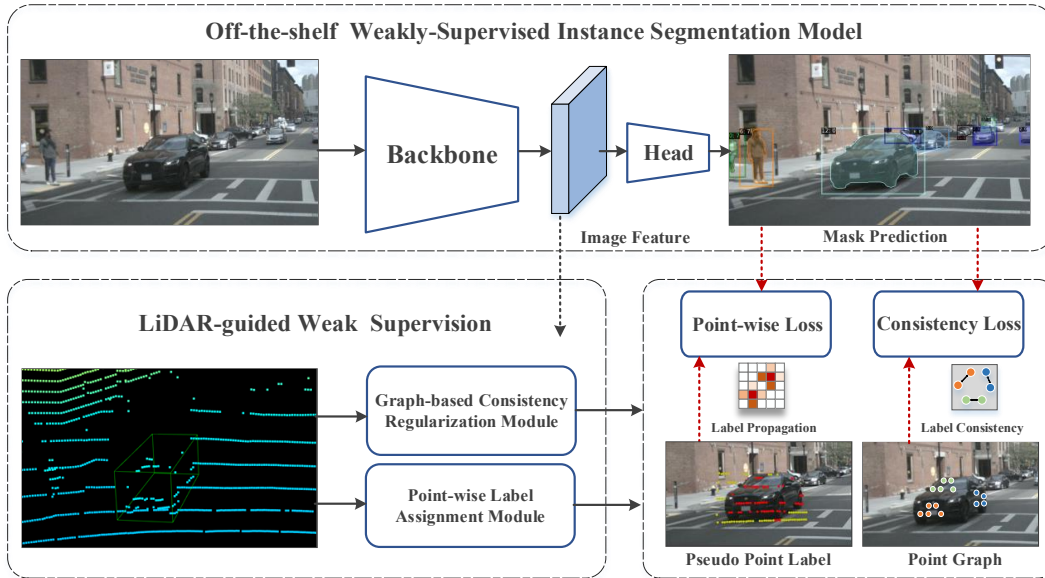 Off-the-shelf Weakly-Supervised Instance Segmentation Model
Backbone
Head
Image Feature
Mask Prediction
LiDAR-guided Weak Supervision
Graph-based Consistency
Regularization Module
Point-wise Label
Assignment Module
Point-wise Loss
Consistency Loss
Label Propagation
Label Consistency
Pseudo Point Label
Point Graph